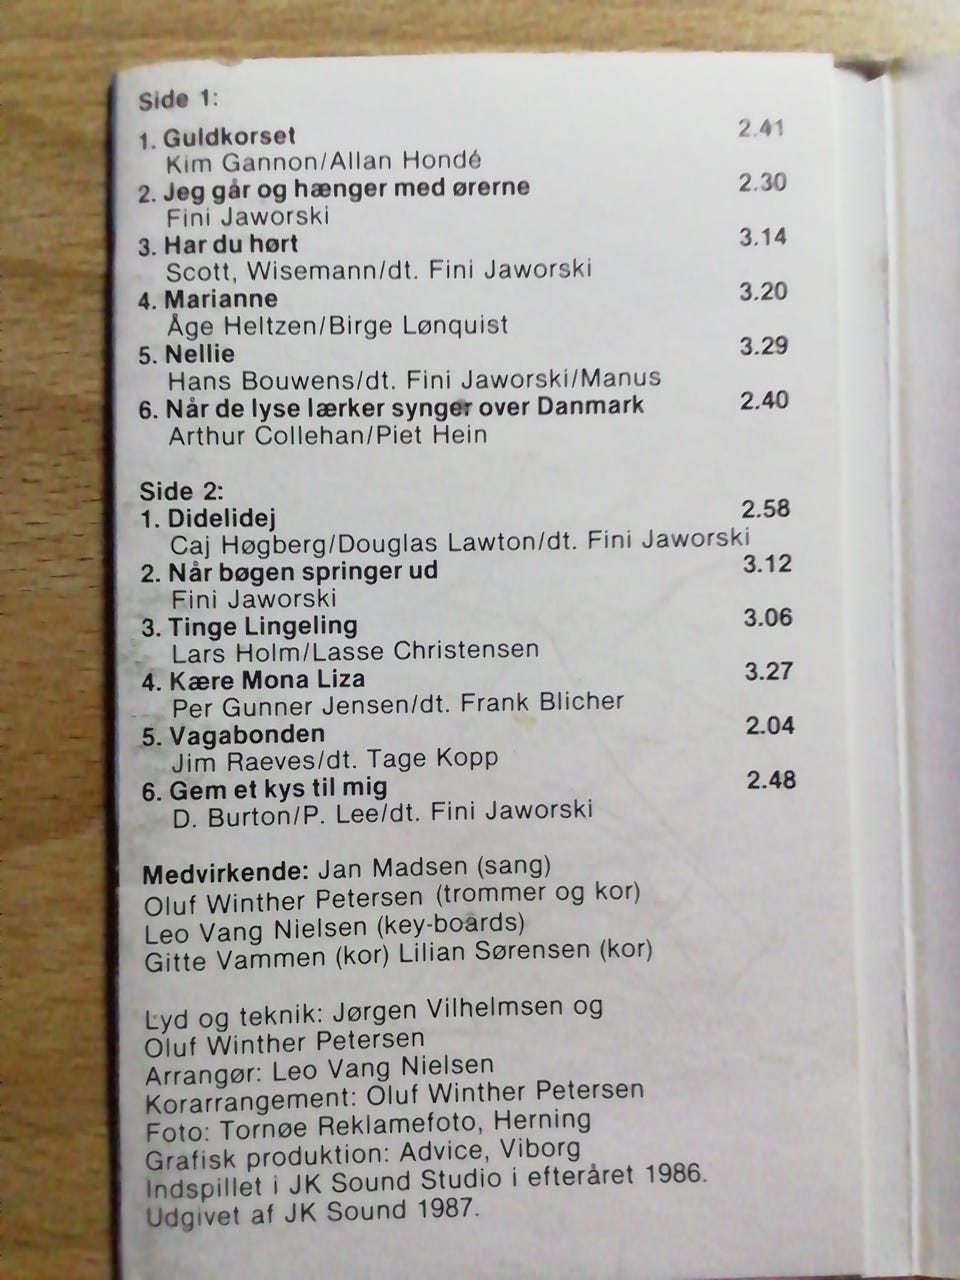 Side 1:
1. Guldkorset 2.41
Kim Gannon/Allan Hondé
2. Jeg går og hænger med ørerne 2.30
Fini Jaworski
3. Har du hørt 3.14
Scott, Wisemann/dt. Fini Jaworski
4. Marianne 3.20
Åge Heltzen/Birge Lønquist
5. Nellie 3.29
Hans Bouwens/dt. Fini Jaworski/Manus
6. Når de lyse lærker synger over Danmark 2.40
Arthur Collehan/Piet Hein
Side 2:
1. Didelidej 2.58
Caj Høgberg/Douglas Lawton/dt. Fini Jaworski
2. Når bøgen springer ud 3.12
Fini Jaworski
3. Tinge Lingeling 3.06
Lars Holm/Lasse Christensen
4. Kære Mona Liza 3.27
Per Gunner Jensen/dt. Frank Blicher
5. Vagabonden 2.04
Jim Raeves/dt. Tage Kopp
6. Gem et kys til mig 2.48
D. Burton/P. Lee/dt. Fini Jaworski
Medvirkende: Jan Madsen (sang)
Oluf Winther Petersen (trommer og kor)
Leo Vang Nielsen (key-boards)
Gitte Vammen (kor) Lilian Sørensen (kor)
Lyd og teknik: Jørgen Vilhelmsen og
Oluf Winther Petersen
Arrangør: Leo Vang Nielsen
Korarrangement: Oluf Winther Petersen
Foto: Tornøe Reklamefoto, Herning
Grafisk produktion: Advice, Viborg
Indspillet i JK Sound Studio i efteråret 1986.
Udgivet af JK Sound 1987.